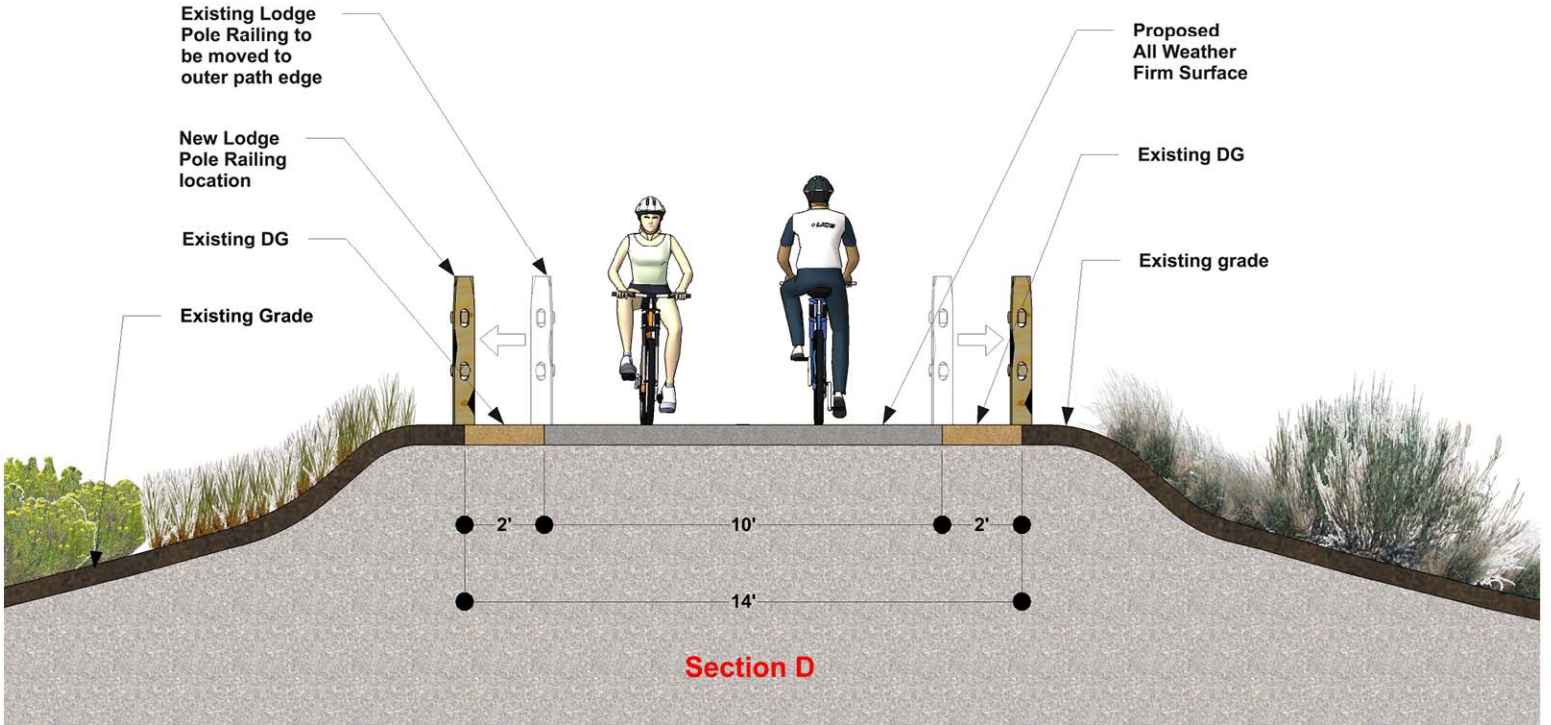 Existing Lodge
Pole Railing to
be moved to
outer path edge
New Lodge
Pole Railing
location
Existing DG
Existing Grade
Proposed
All Weather
Firm Surface
Existing DG
Existing grade
2'
10'
2'
14'
Section D